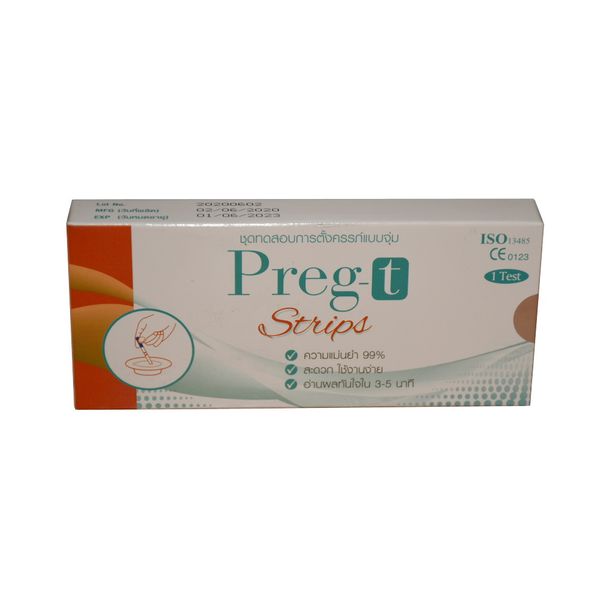 Lot No. 20200602
MFG (วันที่ผลิต) 02/06/2020
EXP (วันหมดอายุ) 01/06/2023
ชุดทดสอบการตั้งครรภ์แบบจุ่ม
Preg-t
Strips
ISO 13485
CE 0123
1 Test
ความแม่นยำ 99%
สะดวก ใช้งานง่าย
อ่านผลทันใจใน 3-5 นาที